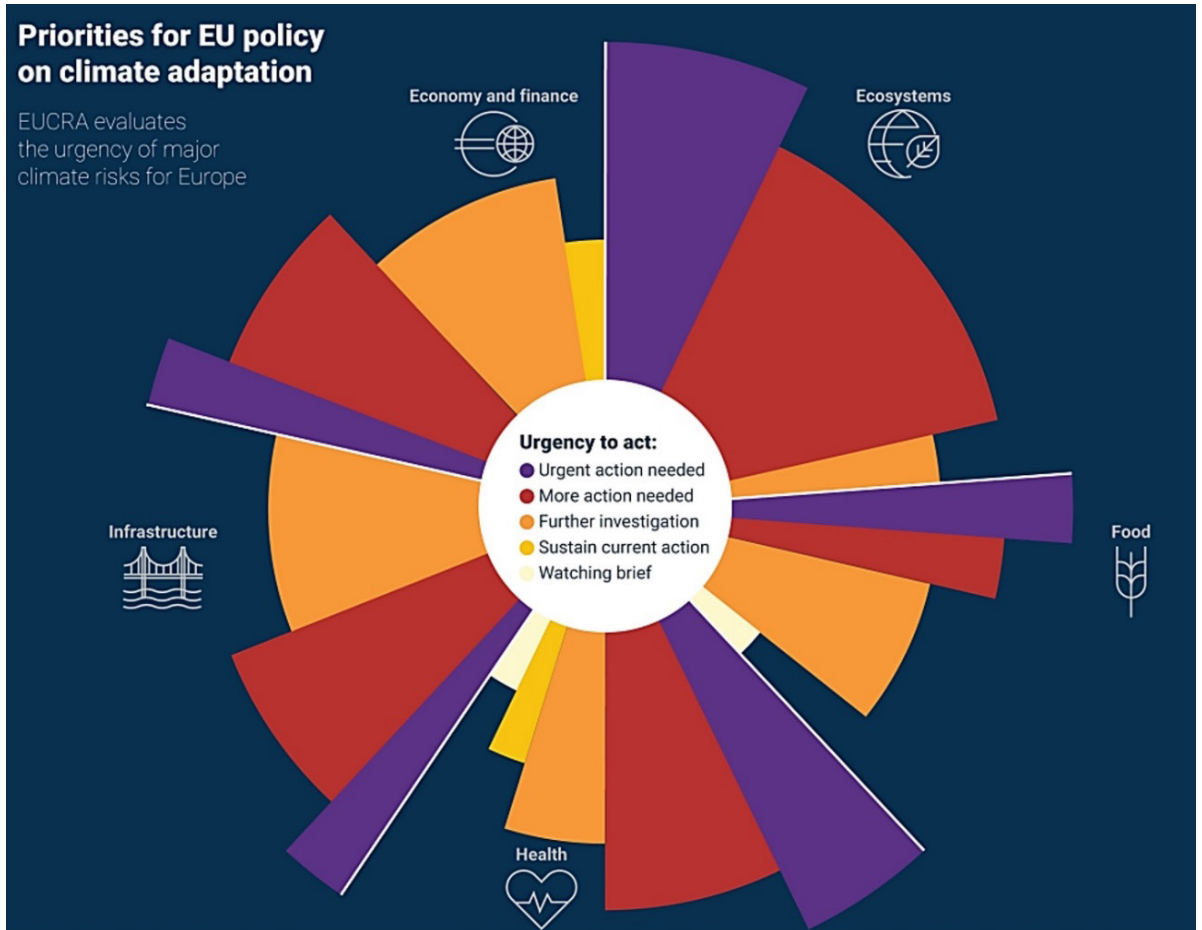 Priorities for EU policy
on climate adaptation
EUCRA evaluates
the urgency of major
climate risks for Europe
Economy and finance
Ecosystems
Urgency to act:
Urgent action needed
More action needed
Further investigation
Sustain current action
Watching brief
Infrastructure
Food
Health